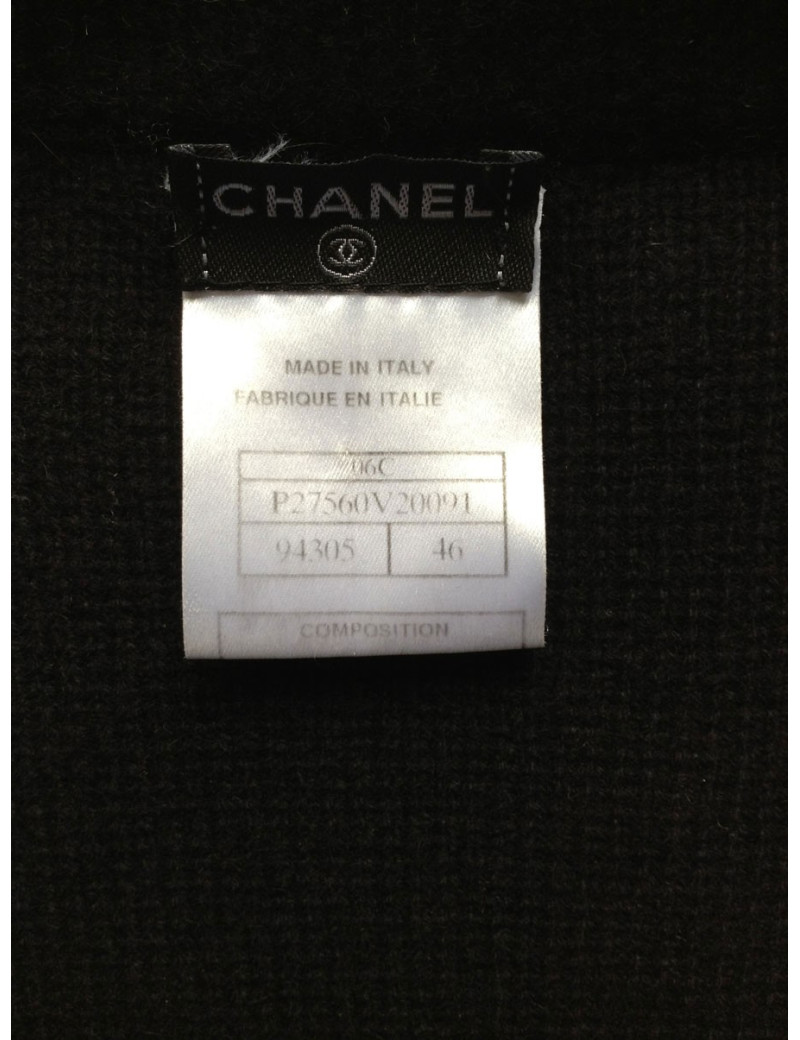 CHANEL
MADE IN ITALY
FABRIQUE EN ITALIE
06C
P27560V20091
94305 46
COMPOSITION